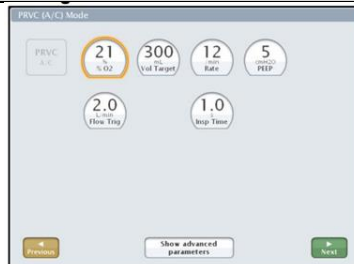 PRVC (A/C) Mode
PRVC
A/C
21
%
% O2
300
mL
Vol Target
12
/min
Rate
5
cmH2O
PEEP
2.0
L/min
Flow Trig
1.0
s
Insp Time
Previous
Show advanced
parameters
Next